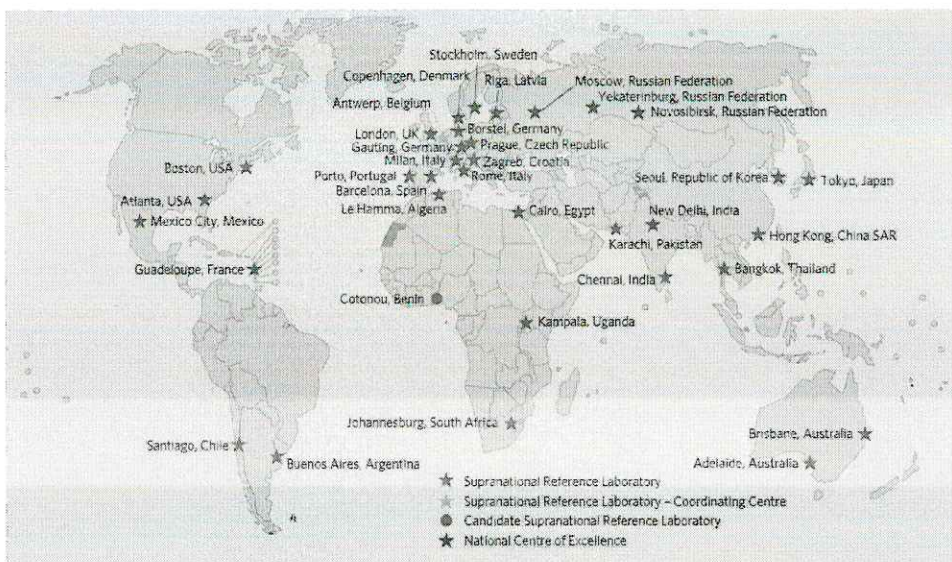 Stockholm, Sweden
Copenhagen, Denmark
Riga, Latvia
Moscow, Russian Federation
Antwerp, Belgium
Yekaterinburg, Russian Federation
Novosibirsk, Russian Federation
London, UK
Borstel, Germany
Gauting, Germany
Prague, Czech Republic
Boston, USA
Milan, Italy
Zagreb, Croatia
Porto, Portugal
Rome, Italy
Seoul, Republic of Korea
Tokyo, Japan
Barcelona, Spain
Atlanta, USA
Le Hamma, Algeria
Cairo, Egypt
New Delhi, India
Mexico City, Mexico
Karachi, Pakistan
Hong Kong, China SAR
Guadeloupe, France
Chennai, India
Bangkok, Thailand
Cotonou, Benin
Kampala, Uganda
Johannesburg, South Africa
Brisbane, Australia
Santiago, Chile
Buenos Aires, Argentina
Adelaide, Australia
Supranational Reference Laboratory
Supranational Reference Laboratory – Coordinating Centre
Candidate Supranational Reference Laboratory
National Centre of Excellence